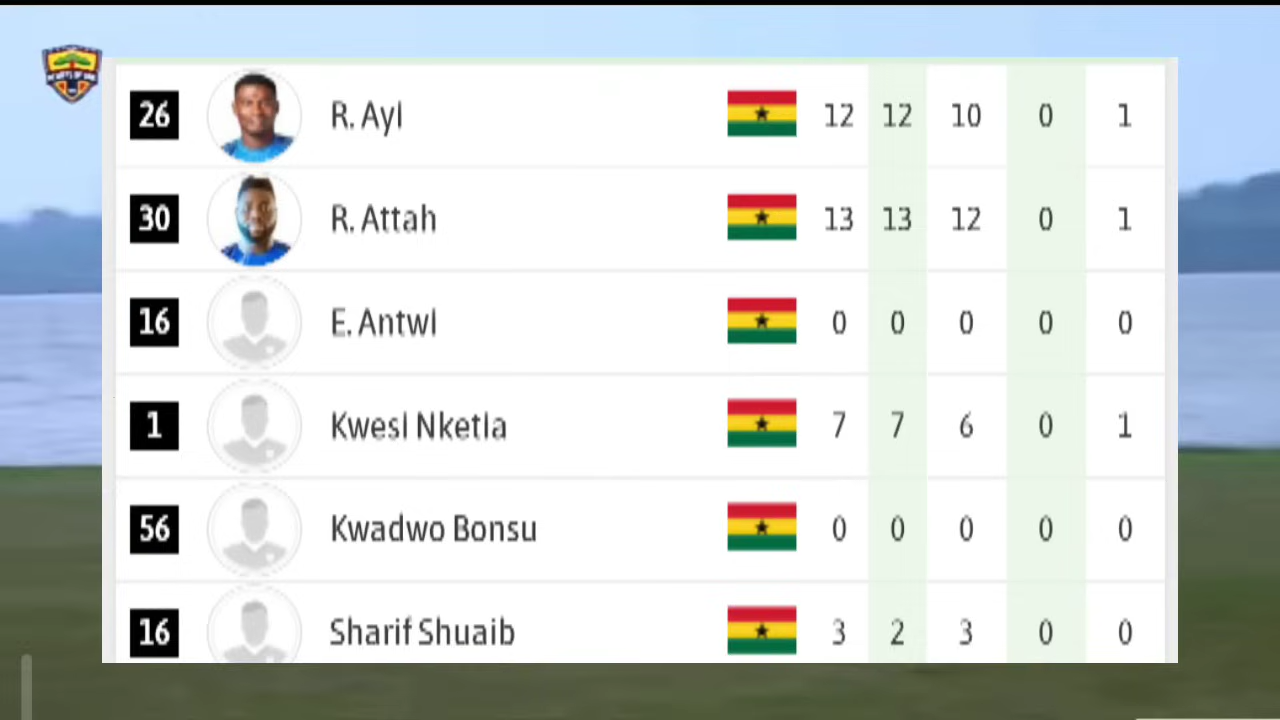 26 R. Ayi 12 12 10 0 1
30 R. Attah 13 13 12 0 1
16 E. Antwi 0 0 0 0 0
1 Kwesi Nketia 7 7 6 0 1
56 Kwadwo Bonsu 0 0 0 0 0
16 Sharif Shuaib 3 2 3 0 0